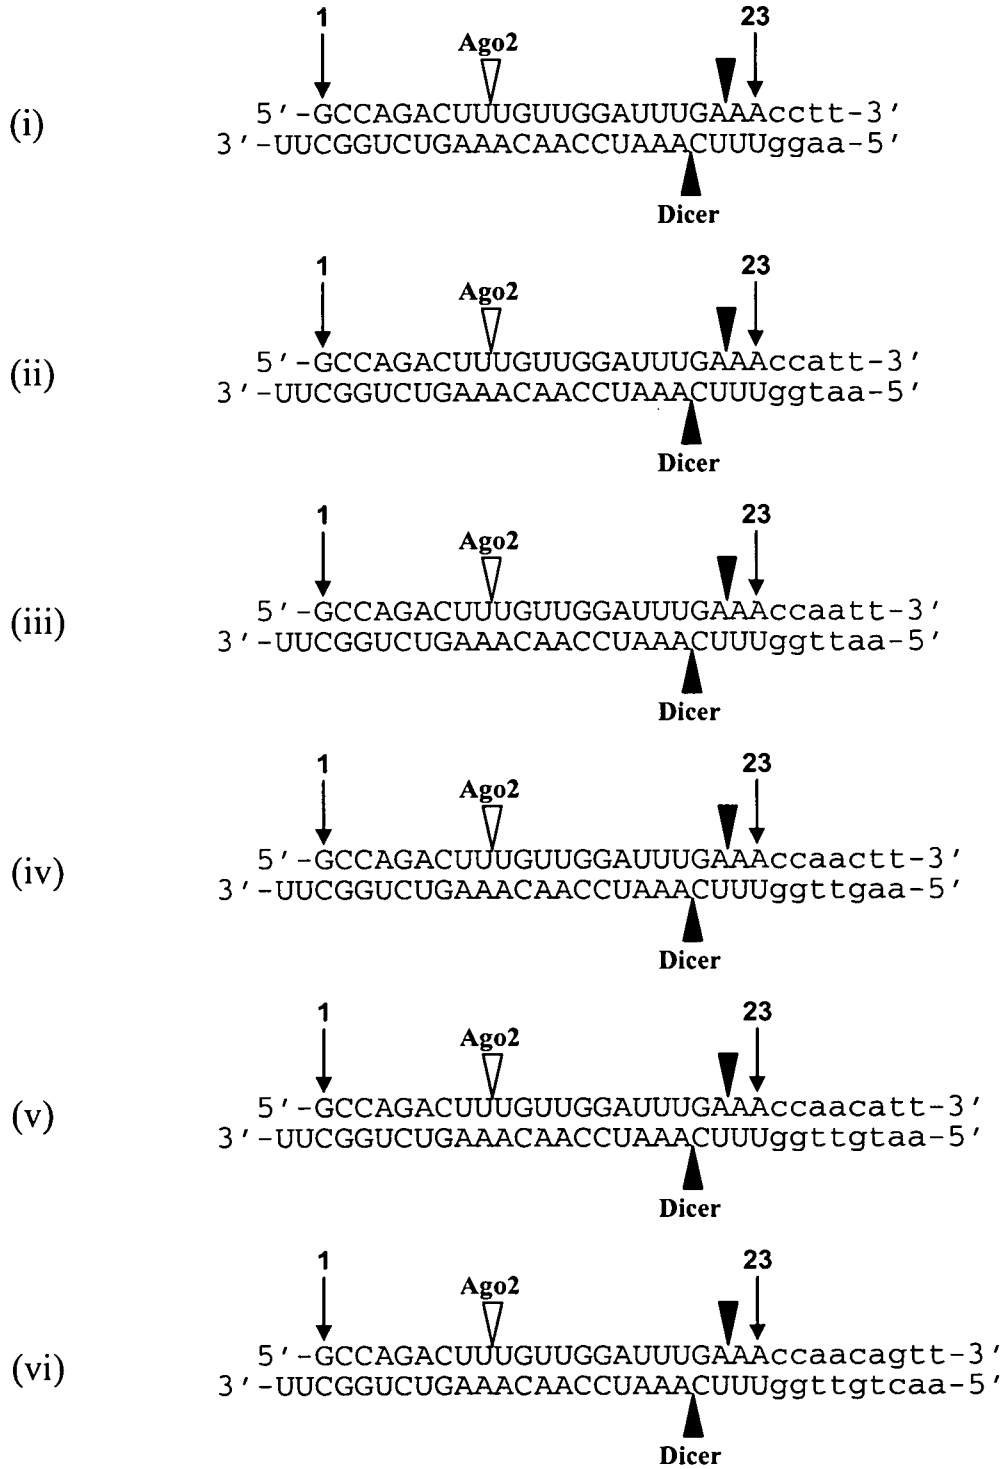 1 23
Ago2
(i)
5'-GCCAGACUUUGUUGGAUUUGAAAcctt-3'
3'-UUCGGUCUGAAACAACCUAAACUUUggaa-5'
Dicer
1 23
Ago2
(ii)
5'-GCCAGACUUUGUUGGAUUUGAAAccatt-3'
3'-UUCGGUCUGAAACAACCUAAACUUUggtaa-5'
Dicer
1 23
Ago2
(iii)
5'-GCCAGACUUUGUUGGAUUUGAAAccaatt-3'
3'-UUCGGUCUGAAACAACCUAAACUUUggttaa-5'
Dicer
1 23
Ago2
(iv)
5'-GCCAGACUUUGUUGGAUUUGAAAccaactt-3'
3'-UUCGGUCUGAAACAACCUAAACUUUggttgaa-5'
Dicer
1 23
Ago2
(v)
5'-GCCAGACUUUGUUGGAUUUGAAAccaacatt-3'
3'-UUCGGUCUGAAACAACCUAAACUUUggttgtaa-5'
Dicer
1 23
Ago2
(vi)
5'-GCCAGACUUUGUUGGAUUUGAAAccaacagtt-3'
3'-UUCGGUCUGAAACAACCUAAACUUUggttgtcaa-5'
Dicer